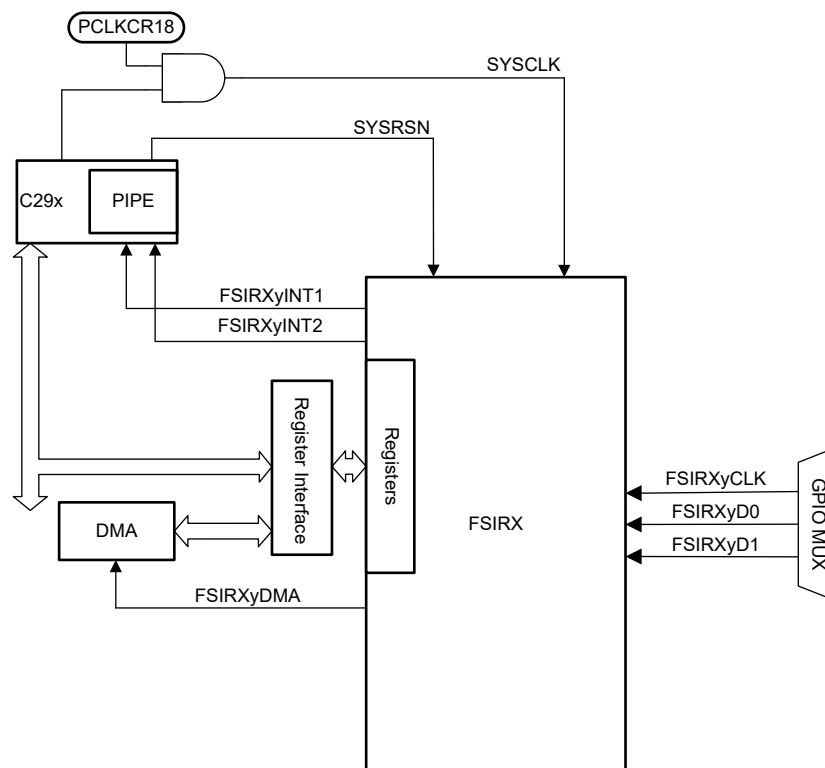 PCLKCR18
SYSCLK
SYSRSN
C29x
PIPE
FSIRXyINT1
FSIRXyINT2
Register Interface
Registers
FSIRXyCLK
FSIRXyD0
FSIRXyD1
GPIO MUX
FSIRX
DMA
FSIRXyDMA